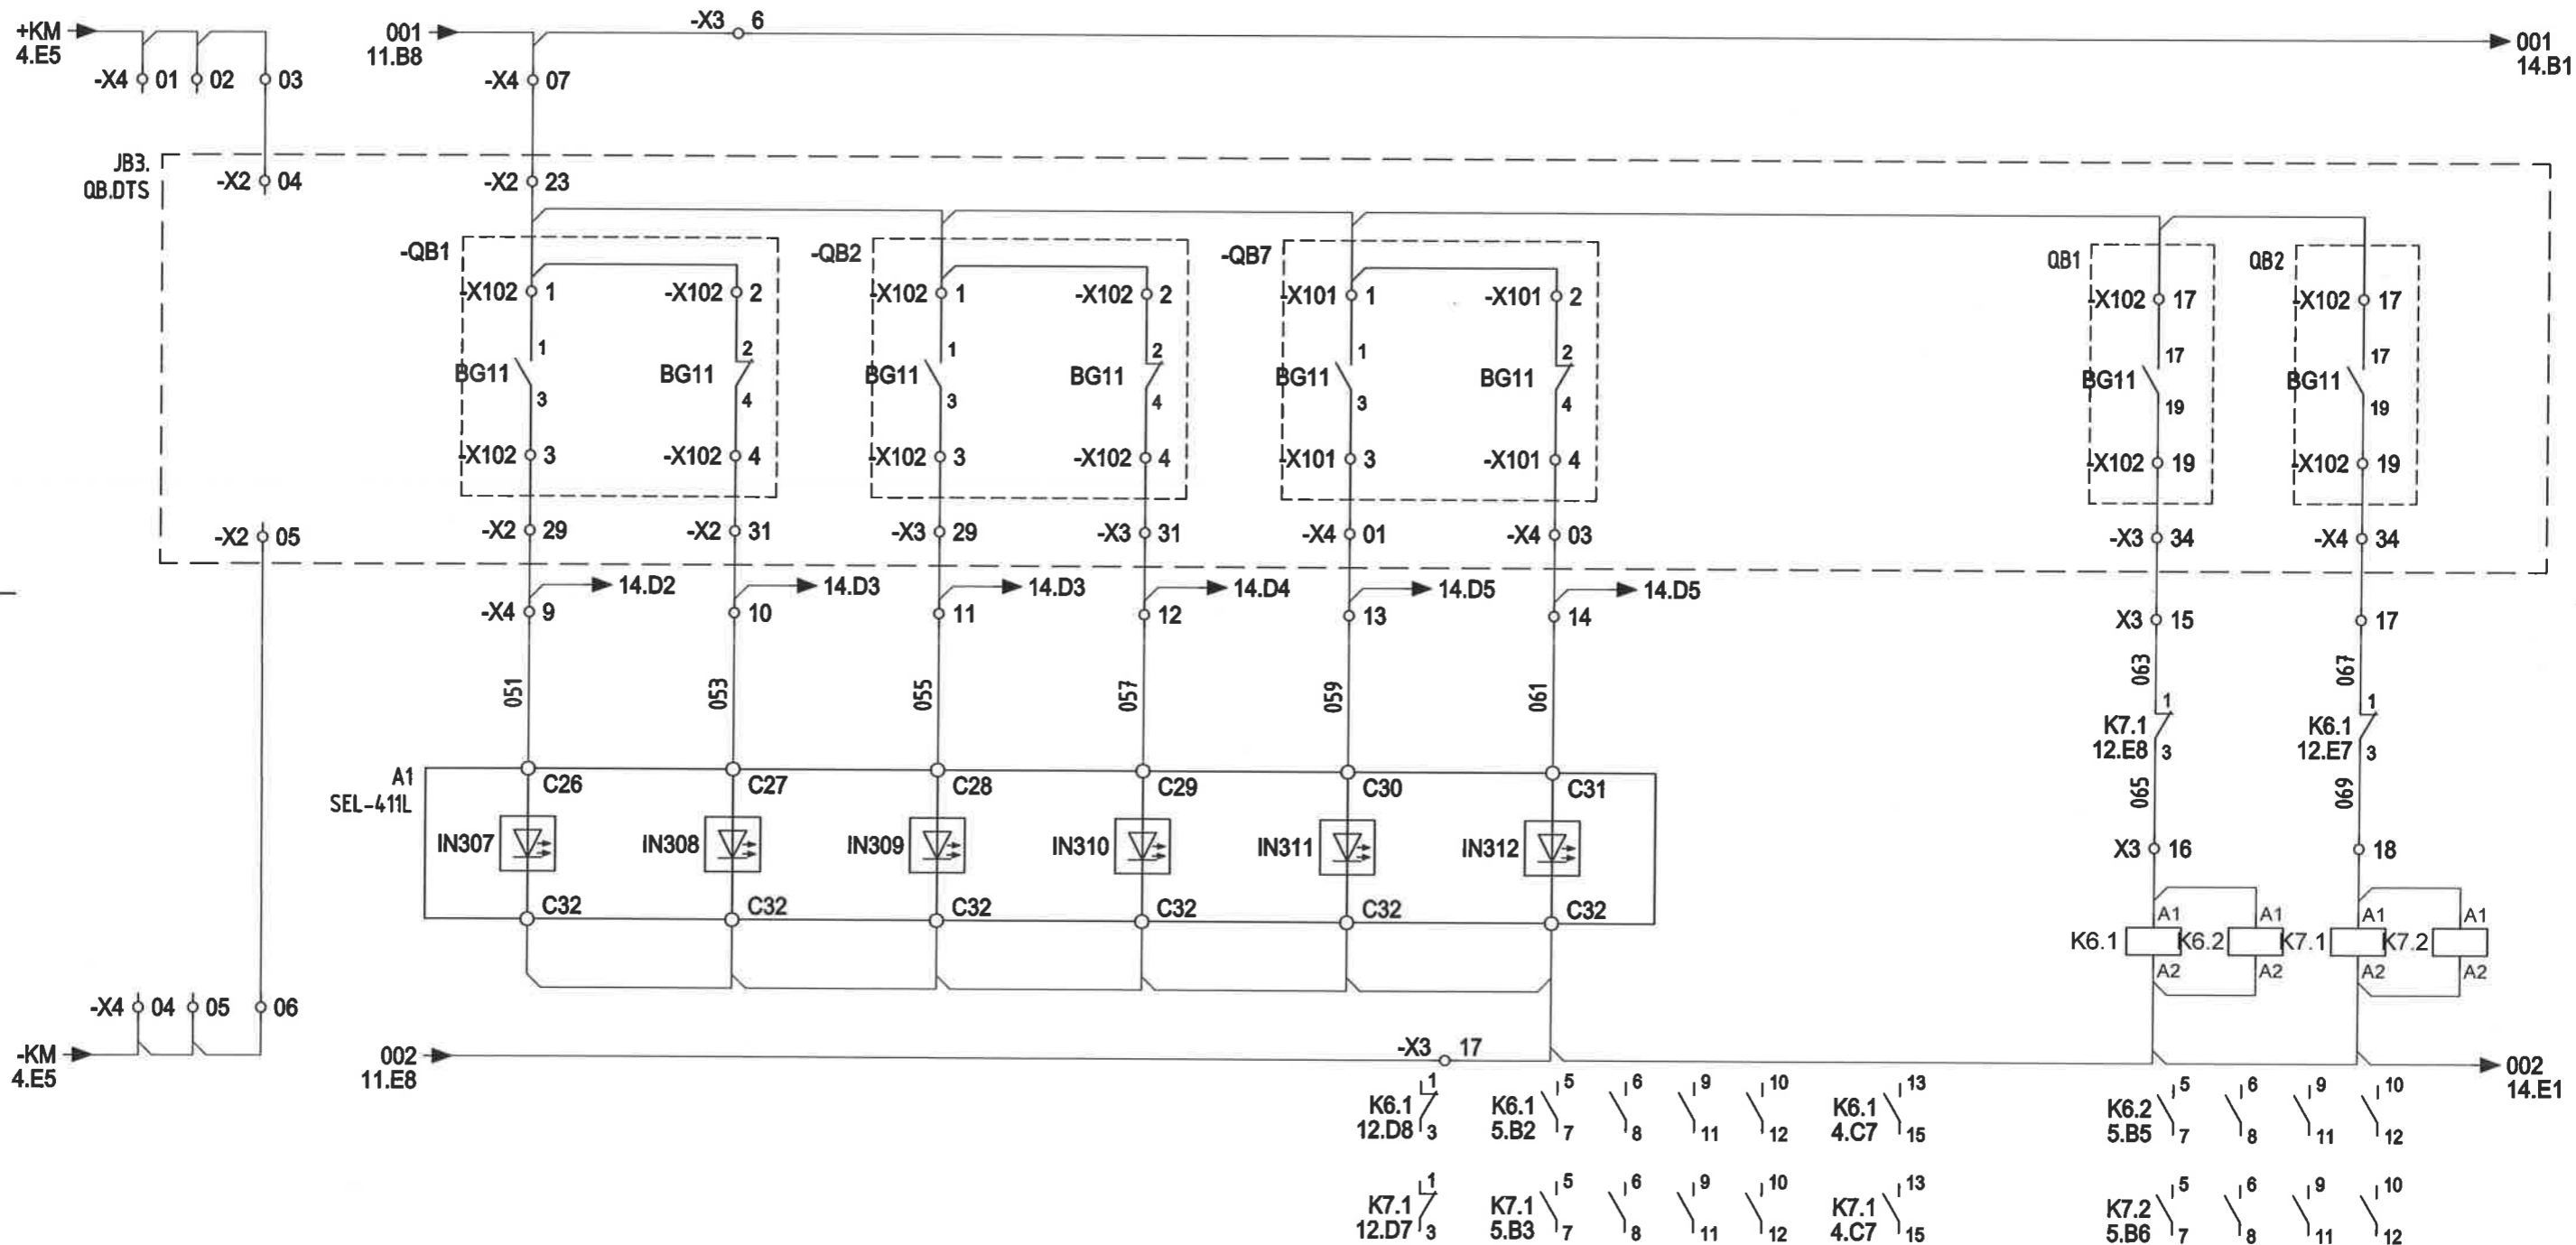 +KM
4.E5
001
11.B8
-X3 6
001
14.B1
-X4 01 02 03
-X4 07
JB3.
QB.DTS
-X2 04
-X2 23
-QB1
-QB2
-QB7
QB1
QB2
-X102 1
-X102 2
-X102 1
-X102 2
-X101 1
-X101 2
-X102 17
-X102 17
1
2
1
2
1
2
17
17
BG11
BG11
BG11
BG11
BG11
BG11
BG11
BG11
3
4
3
4
3
4
19
19
-X102 3
-X102 4
-X102 3
-X102 4
-X101 3
-X101 4
-X102 19
-X102 19
-X2 05
-X2 29
-X2 31
-X3 29
-X3 31
-X4 01
-X4 03
-X3 34
-X4 34
14.D2
14.D3
14.D3
14.D4
14.D5
14.D5
-X4 9
10
11
12
13
14
X3 15
17
051
053
055
057
059
061
063
067
1
K7.1
12.E8 3
1
K6.1
12.E7 3
065
069
A1
SEL-411L
C26
C27
C28
C29
C30
C31
IN307
IN308
IN309
IN310
IN311
IN312
X3 16
18
C32
C32
C32
C32
C32
C32
A1
A1
A1
A1
K6.1
K6.2
K7.1
K7.2
A2
A2
A2
A2
-X4 04 05 06
-KM
4.E5
002
11.E8
-X3 17
002
14.E1
1 5 6 9 10 13 5 6 9 10
K6.1 K6.1 K6.1 K6.2
12.D8 3 5.B2 7 8 11 12 4.C7 15 5.B5 7 8 11 12
1 5 6 9 10 13 5 6 9 10
K7.1 K7.1 K7.1 K7.2
12.D7 3 5.B3 7 8 11 12 4.C7 15 5.B6 7 8 11 12